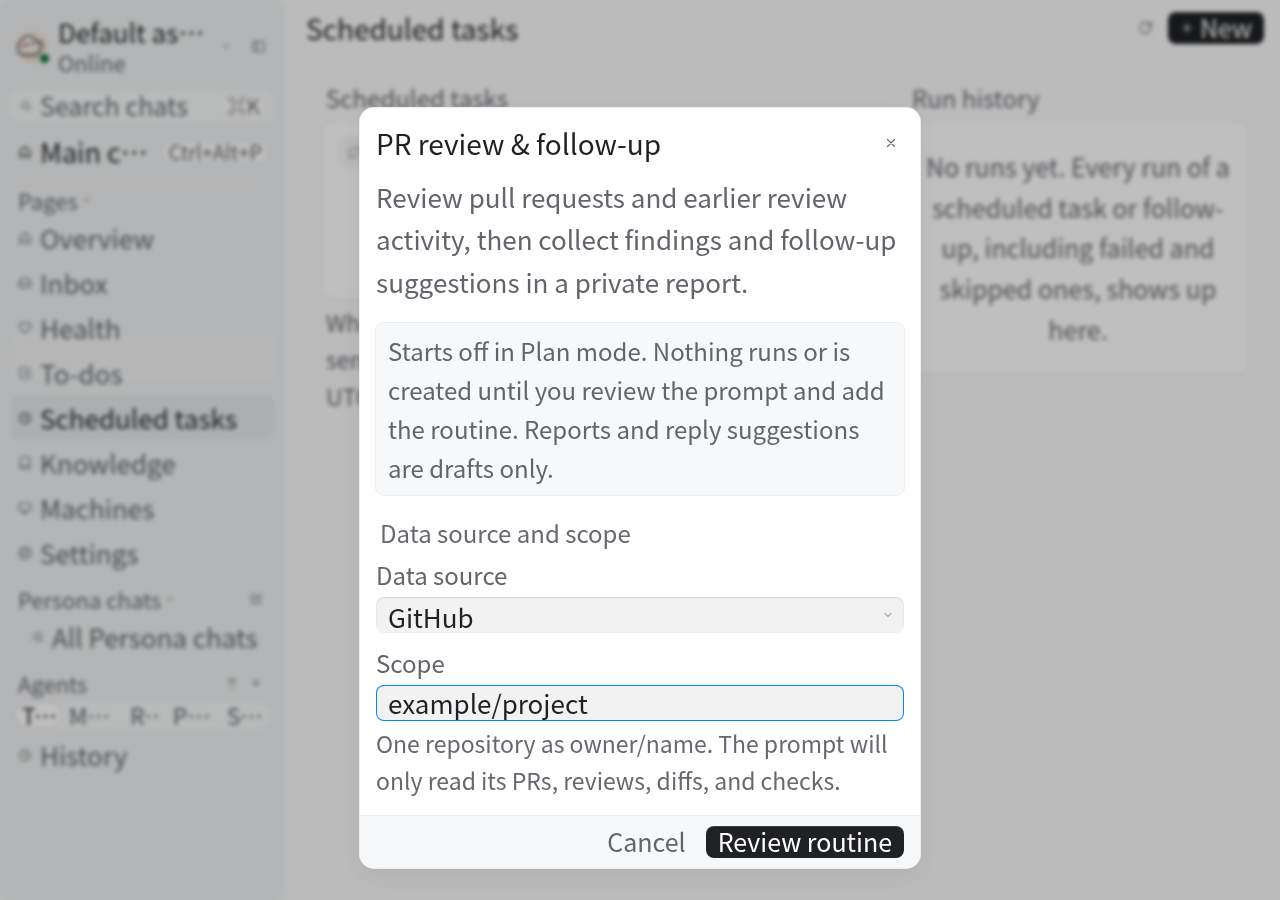 Default as···
Online
Search chats
⌘K
Main c···
Ctrl+Alt+P
Pages
Overview
Inbox
Health
To-dos
Scheduled tasks
Knowledge
Machines
Settings
Persona chats
All Persona chats
Agents
T···
M···
R··
P···
S···
History
Scheduled tasks
+ New
Scheduled tasks
Run history
No runs yet. Every run of a
scheduled task or follow-
up, including failed and
skipped ones, shows up
here.
PR review & follow-up
×
Review pull requests and earlier review
activity, then collect findings and follow-up
suggestions in a private report.
Starts off in Plan mode. Nothing runs or is
created until you review the prompt and add
the routine. Reports and reply suggestions
are drafts only.
Data source and scope
Data source
GitHub
Scope
example/project
One repository as owner/name. The prompt will
only read its PRs, reviews, diffs, and checks.
Cancel
Review routine